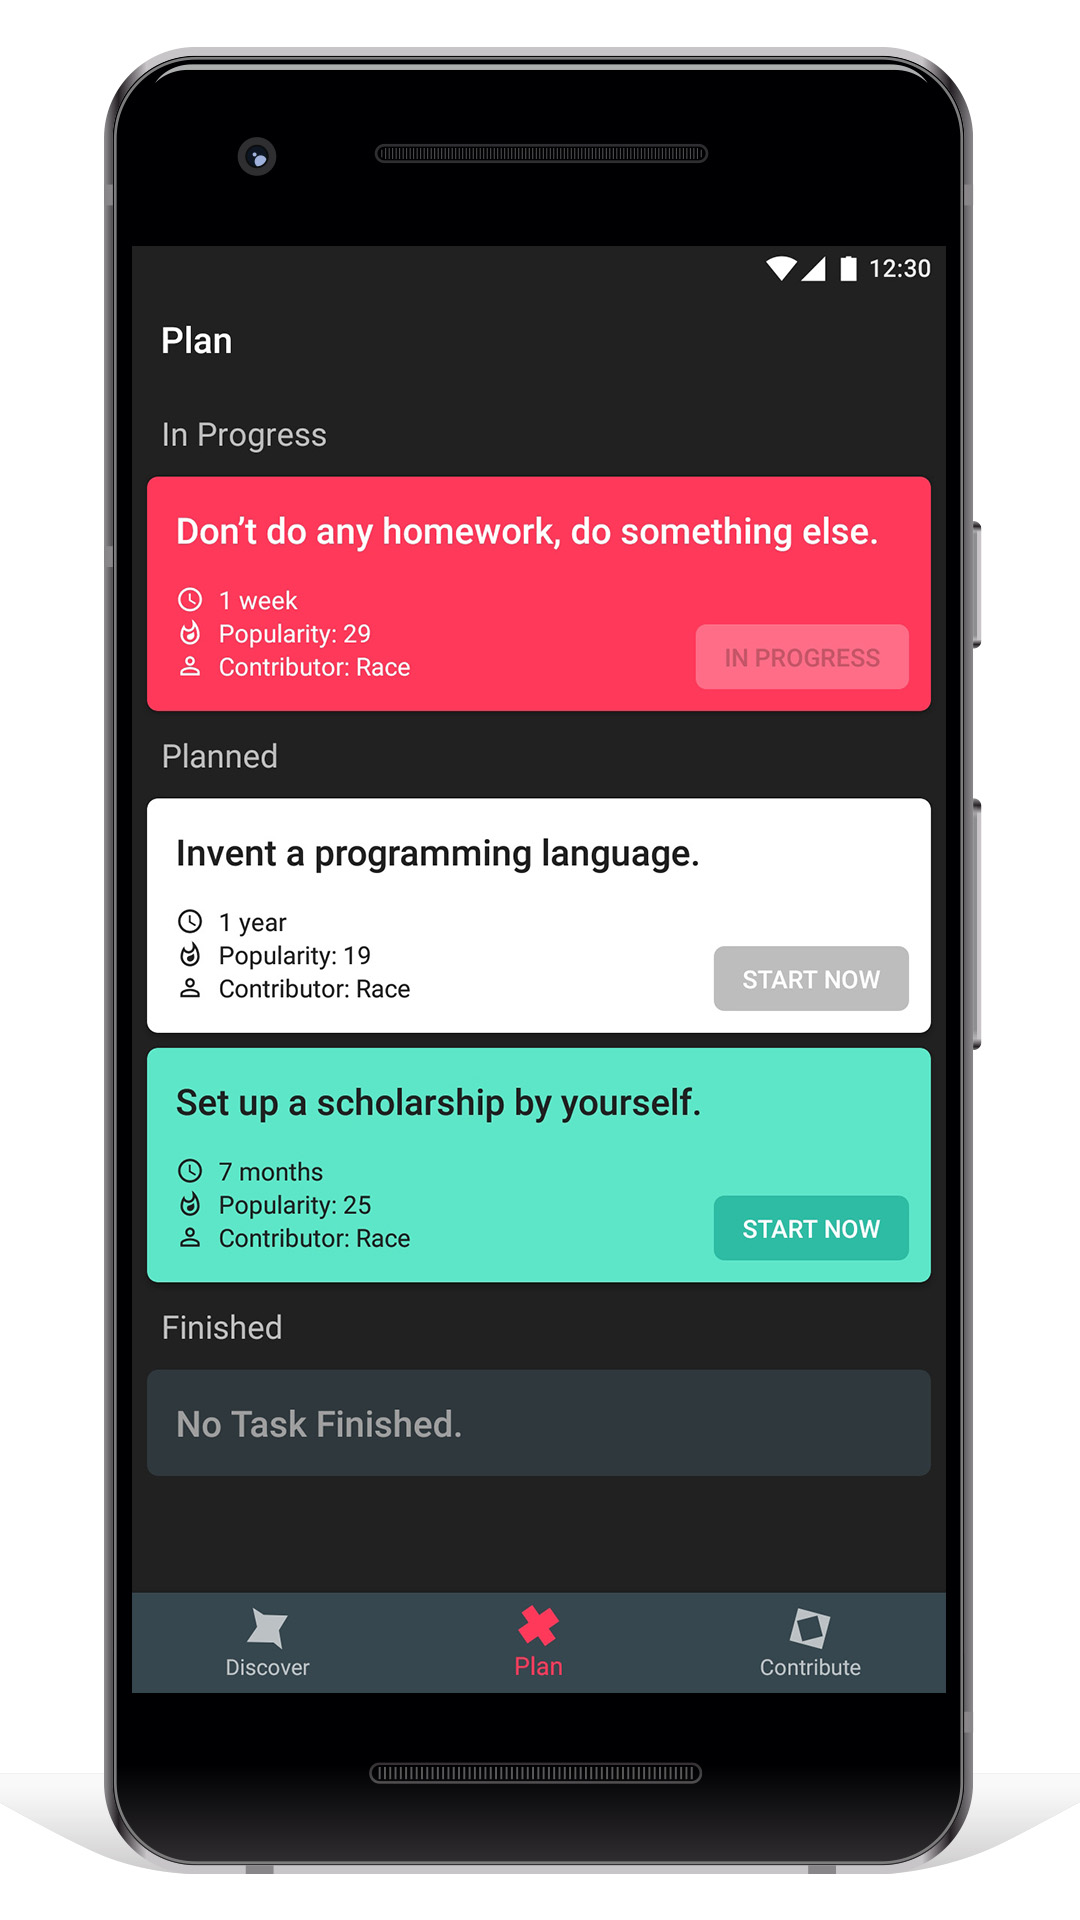 12:30
Plan
In Progress
Don’t do any homework, do something else.
1 week
Popularity: 29
Contributor: Race
IN PROGRESS
Planned
Invent a programming language.
1 year
Popularity: 19
Contributor: Race
START NOW
Set up a scholarship by yourself.
7 months
Popularity: 25
Contributor: Race
START NOW
Finished
No Task Finished.
Discover
Plan
Contribute